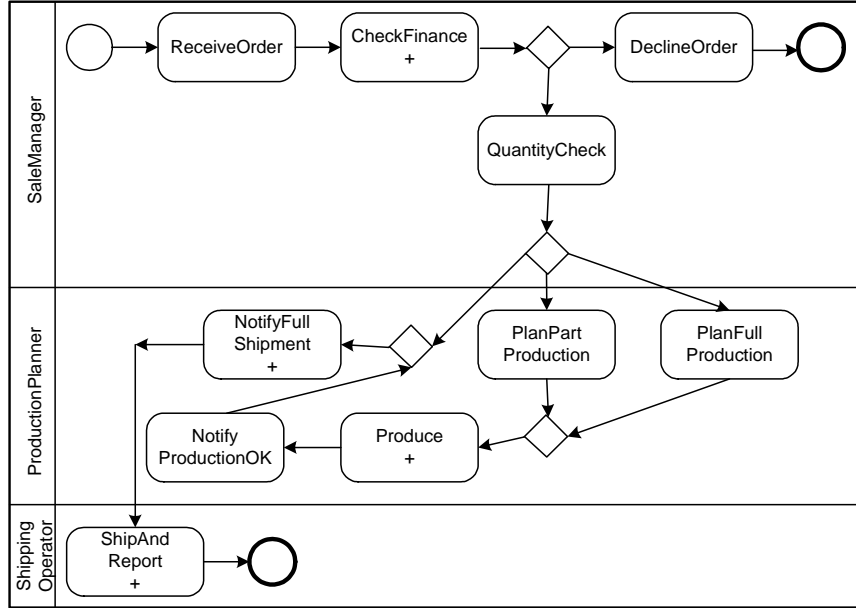 SaleManager
ReceiveOrder
CheckFinance
+
DeclineOrder
QuantityCheck
ProductionPlanner
NotifyFull
Shipment
+
PlanPart
Production
PlanFull
Production
Notify
ProductionOK
Produce
+
Shipping
Operator
ShipAnd
Report
+